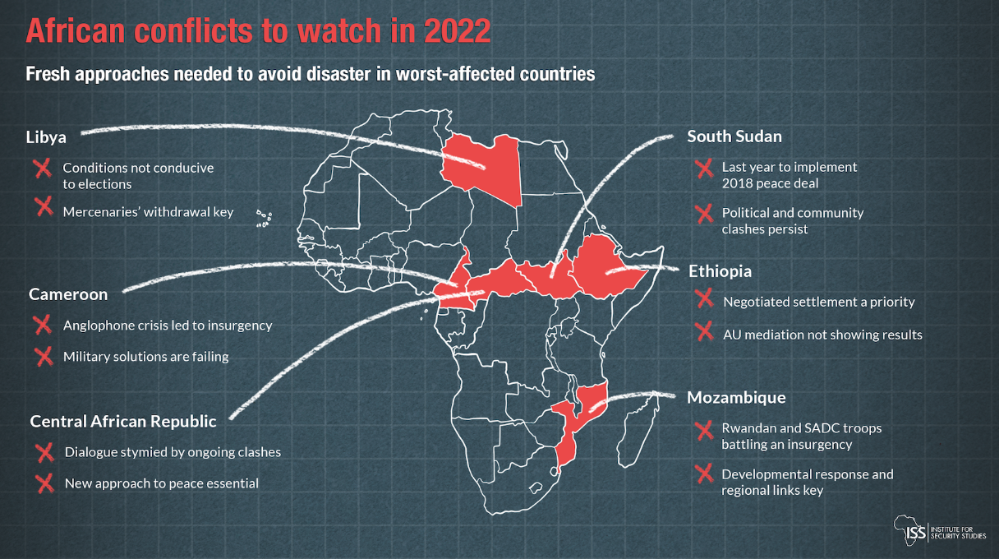 African conflicts to watch in 2022
Fresh approaches needed to avoid disaster in worst-affected countries
Libya
Conditions not conducive
to elections
Mercenaries’ withdrawal key
Cameroon
Anglophone crisis led to insurgency
Military solutions are failing
Central African Republic
Dialogue stymied by ongoing clashes
New approach to peace essential
South Sudan
Last year to implement
2018 peace deal
Political and community
clashes persist
Ethiopia
Negotiated settlement a priority
AU mediation not showing results
Mozambique
Rwandan and SADC troops
battling an insurgency
Developmental response and
regional links key
ISS
INSTITUTE FOR
SECURITY STUDIES